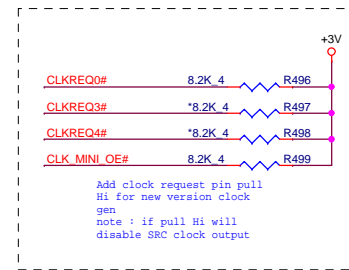 +3V
CLKREQ0# 8.2K_4 R496
CLKREQ3# *8.2K_4 R497
CLKREQ4# *8.2K_4 R498
CLK_MINI_OE# 8.2K_4 R499
Add clock request pin pull
Hi for new version clock
gen
note : if pull Hi will
disable SRC clock output